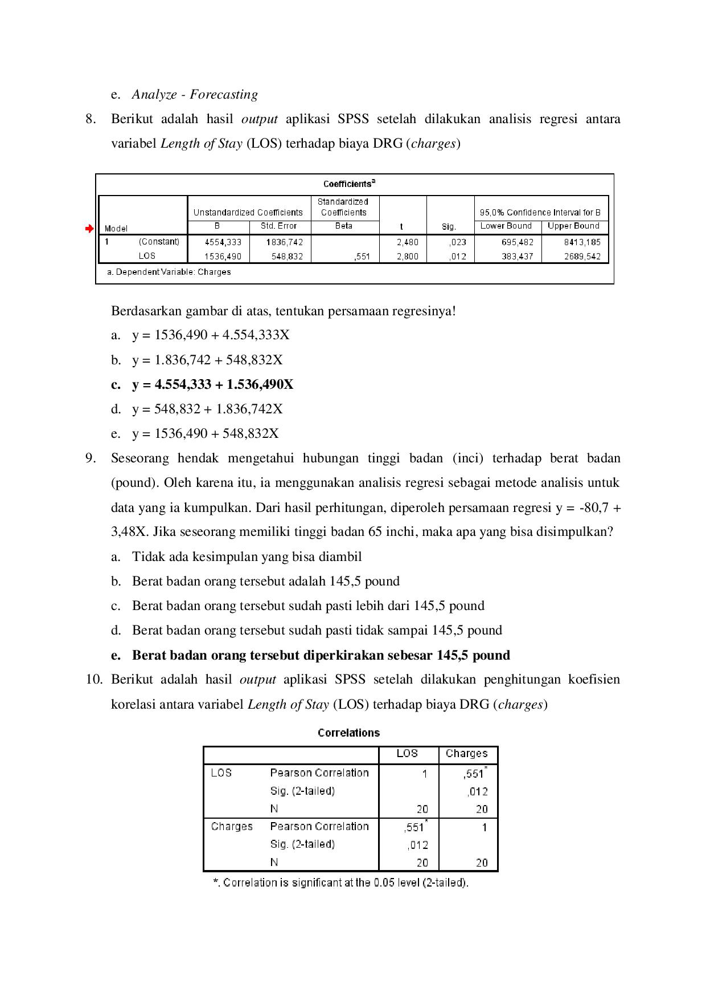 e. Analyze - Forecasting
8. Berikut adalah hasil output aplikasi SPSS setelah dilakukan analisis regresi antara
variabel Length of Stay (LOS) terhadap biaya DRG (charges)
Coefficientsa
Model Unstandardized Coefficients Standardized Coefficients t Sig. 95,0% Confidence Interval for B
B Std. Error Beta Lower Bound Upper Bound
1 (Constant) 4554,333 1836,742 2,480 ,023 695,482 8413,185
LOS 1536,490 548,832 ,551 2,800 ,012 383,437 2689,542
a. Dependent Variable: Charges
Berdasarkan gambar di atas, tentukan persamaan regresinya!
a. y = 1536,490 + 4.554,333X
b. y = 1.836,742 + 548,832X
c. y = 4.554,333 + 1.536,490X
d. y = 548,832 + 1.836,742X
e. y = 1536,490 + 548,832X
9. Seseorang hendak mengetahui hubungan tinggi badan (inci) terhadap berat badan
(pound). Oleh karena itu, ia menggunakan analisis regresi sebagai metode analisis untuk
data yang ia kumpulkan. Dari hasil perhitungan, diperoleh persamaan regresi y = -80,7 +
3,48X. Jika seseorang memiliki tinggi badan 65 inchi, maka apa yang bisa disimpulkan?
a. Tidak ada kesimpulan yang bisa diambil
b. Berat badan orang tersebut adalah 145,5 pound
c. Berat badan orang tersebut sudah pasti lebih dari 145,5 pound
d. Berat badan orang tersebut sudah pasti tidak sampai 145,5 pound
e. Berat badan orang tersebut diperkirakan sebesar 145,5 pound
10. Berikut adalah hasil output aplikasi SPSS setelah dilakukan penghitungan koefisien
korelasi antara variabel Length of Stay (LOS) terhadap biaya DRG (charges)
Correlations
LOS Charges
LOS Pearson Correlation 1 ,551*
Sig. (2-tailed) ,012
N 20 20
Charges Pearson Correlation ,551* 1
Sig. (2-tailed) ,012
N 20 20
*. Correlation is significant at the 0.05 level (2-tailed).